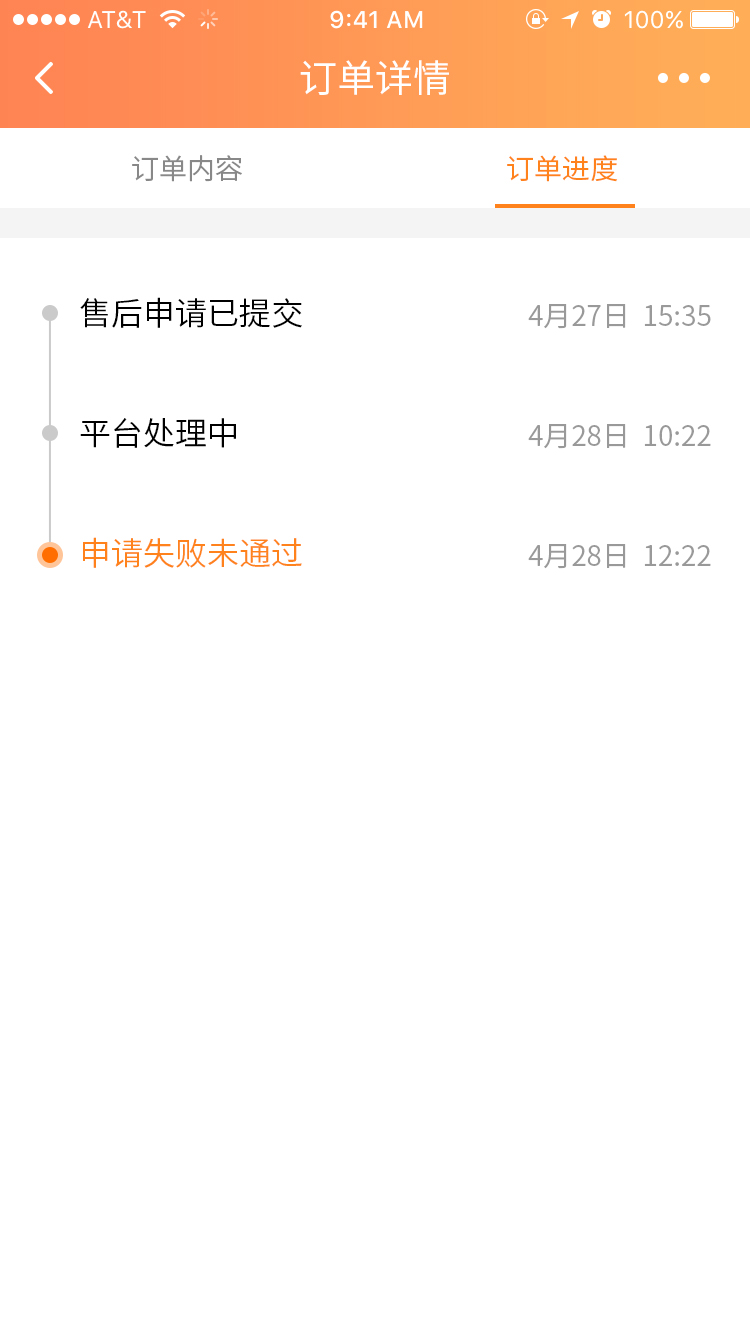 AT&T 9:41 AM 100%
订单详情
订单内容 订单进度
售后申请已提交 4月27日 15:35
平台处理中 4月28日 10:22
申请失败未通过 4月28日 12:22